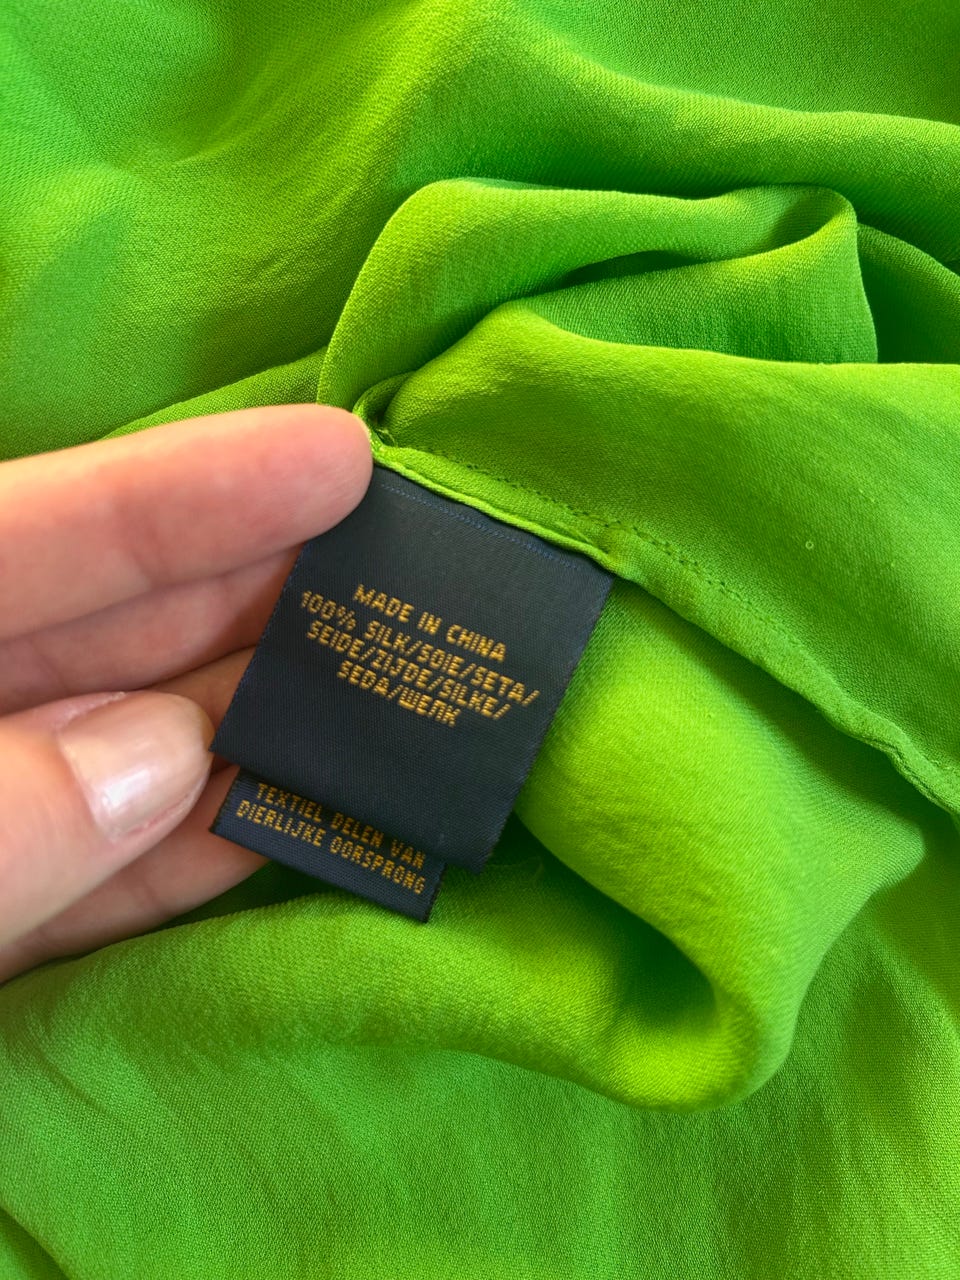 MADE IN CHINA
100% SILK/SOIE/SETA/
SEIDE/ZIJDE/SILKE/
SEDA/ШЕЛК
TEXTIEL DELEN VAN
DIERLIJKE OORSPRONG